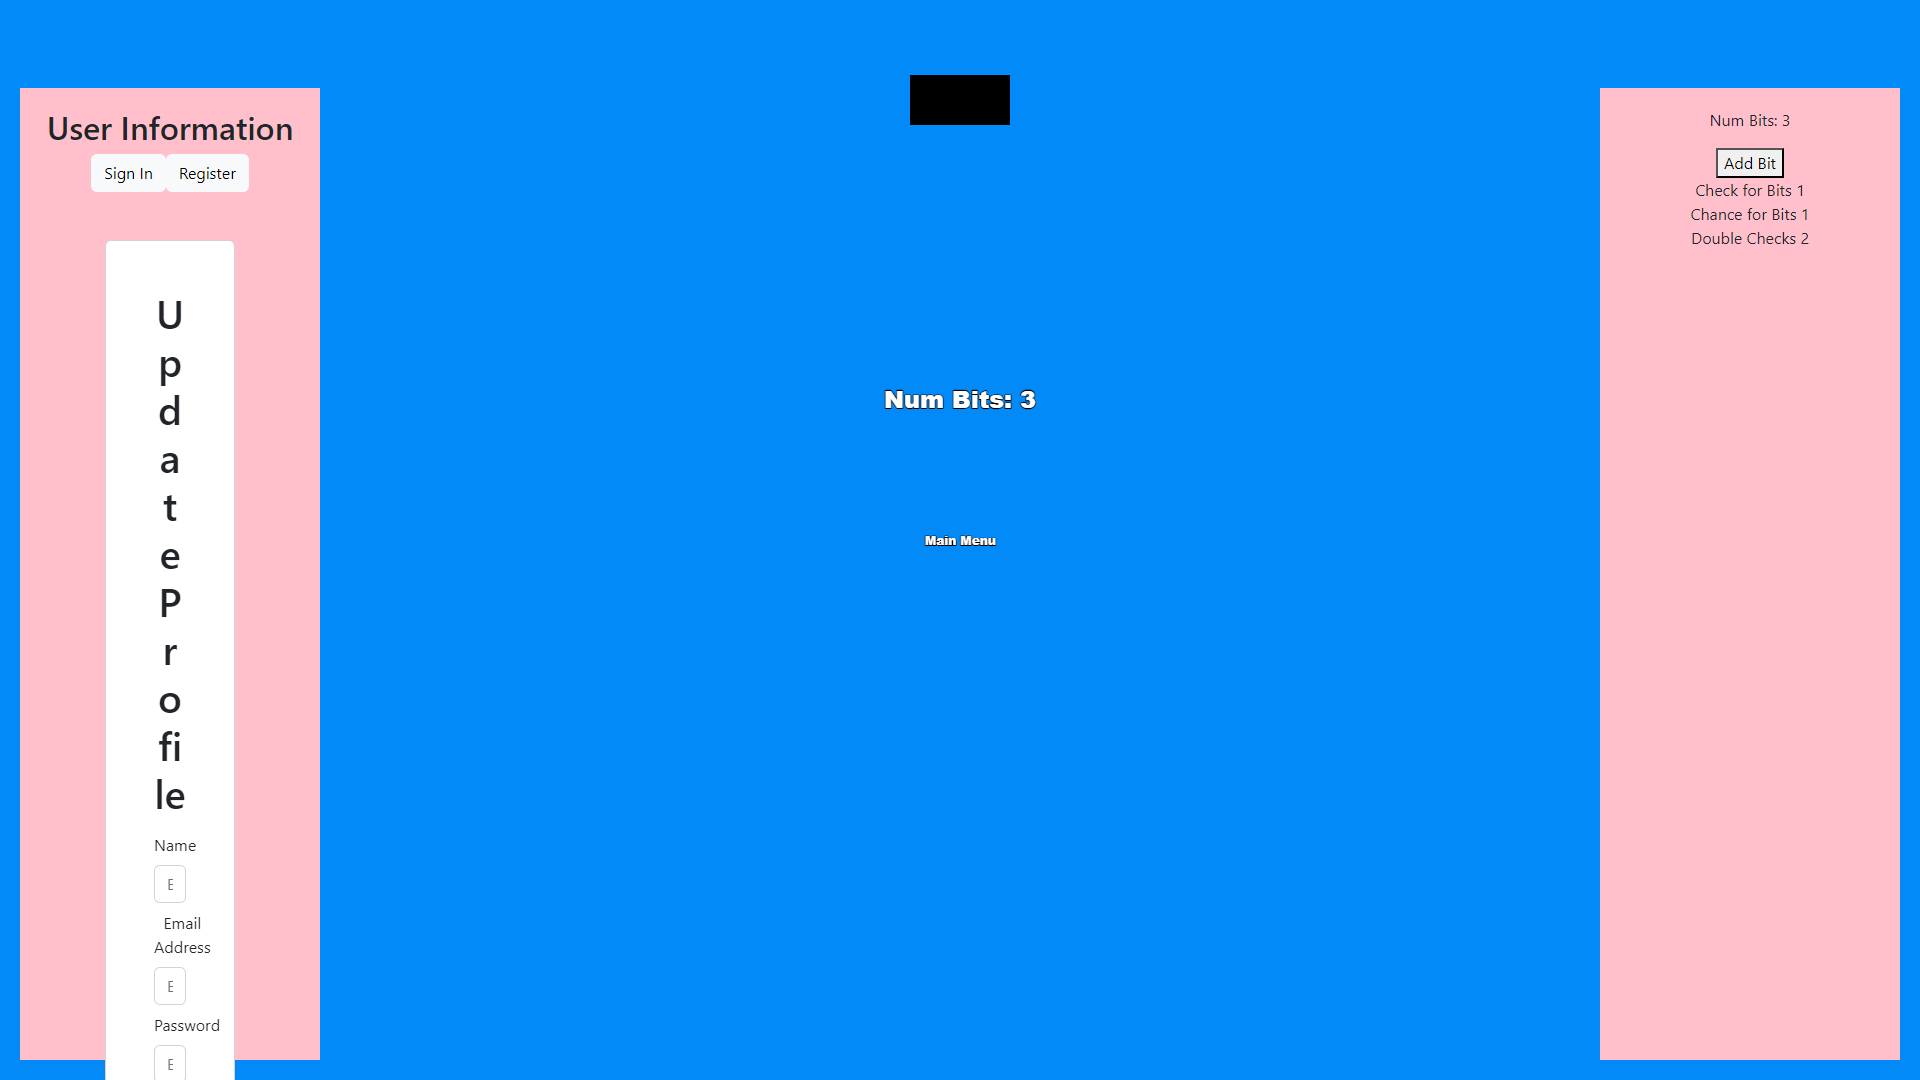 User Information
Sign In Register
U
p
d
a
t
e
P
r
o
fi
le
Name
E
Email
Address
E
Password
E
Num Bits: 3
Main Menu
Num Bits: 3
Add Bit
Check for Bits 1
Chance for Bits 1
Double Checks 2